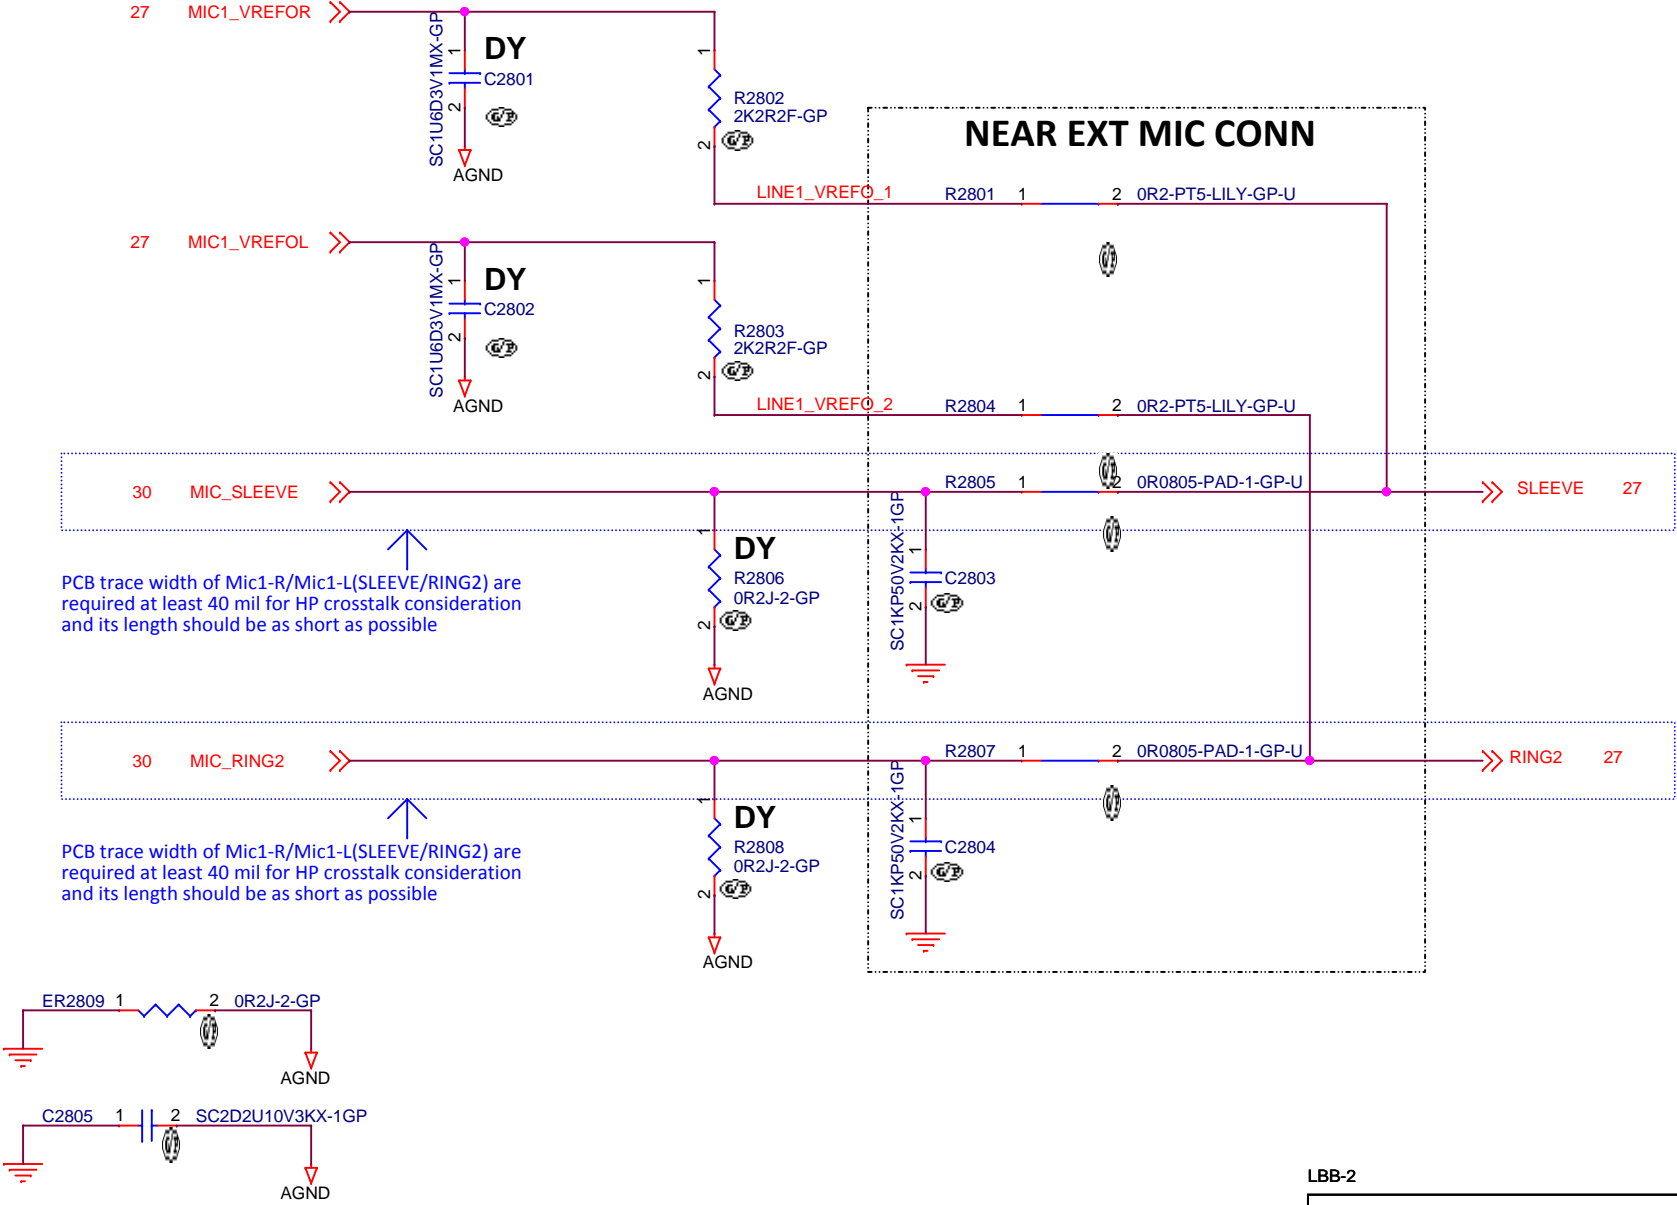 27 MIC1_VREFOR
SC1U6D3V1MX-GP
1
DY
C2801
2
AGND
1
R2802
2K2R2F-GP
2
NEAR EXT MIC CONN
LINE1_VREFO_1
R2801 1 2 0R2-PT5-LILY-GP-U
27 MIC1_VREFOL
SC1U6D3V1MX-GP
1
DY
C2802
2
AGND
1
R2803
2K2R2F-GP
2
LINE1_VREFO_2
R2804 1 2 0R2-PT5-LILY-GP-U
30 MIC_SLEEVE
R2805 1 2 0R0805-PAD-1-GP-U
SLEEVE 27
PCB trace width of Mic1-R/Mic1-L(SLEEVE/RING2) are
required at least 40 mil for HP crosstalk consideration
and its length should be as short as possible
1
DY
R2806
0R2J-2-GP
2
AGND
SC1KP50V2KX-1GP
1
C2803
2
30 MIC_RING2
R2807 1 2 0R0805-PAD-1-GP-U
RING2 27
PCB trace width of Mic1-R/Mic1-L(SLEEVE/RING2) are
required at least 40 mil for HP crosstalk consideration
and its length should be as short as possible
1
DY
R2808
0R2J-2-GP
2
AGND
SC1KP50V2KX-1GP
1
C2804
2
ER2809 1 2 0R2J-2-GP
AGND
C2805 1 2 SC2D2U10V3KX-1GP
AGND
LBB-2